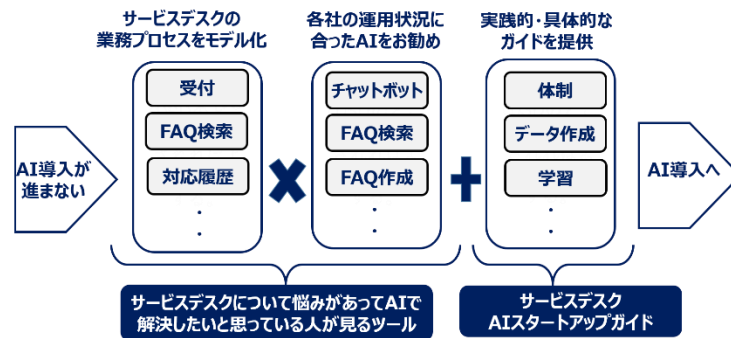 サービスデスクの
業務プロセスをモデル化
各社の運用状況に
合ったAIをお勧め
実践的・具体的な
ガイドを提供
AI導入が
進まない
受付
FAQ検索
対応履歴
・
・
×
チャットボット
FAQ検索
FAQ作成
・
・
+
体制
データ作成
学習
・
・
AI導入へ
サービスデスクについて悩みがあってAIで
解決したいと思っている人が見るツール
サービスデスク
AIスタートアップガイド